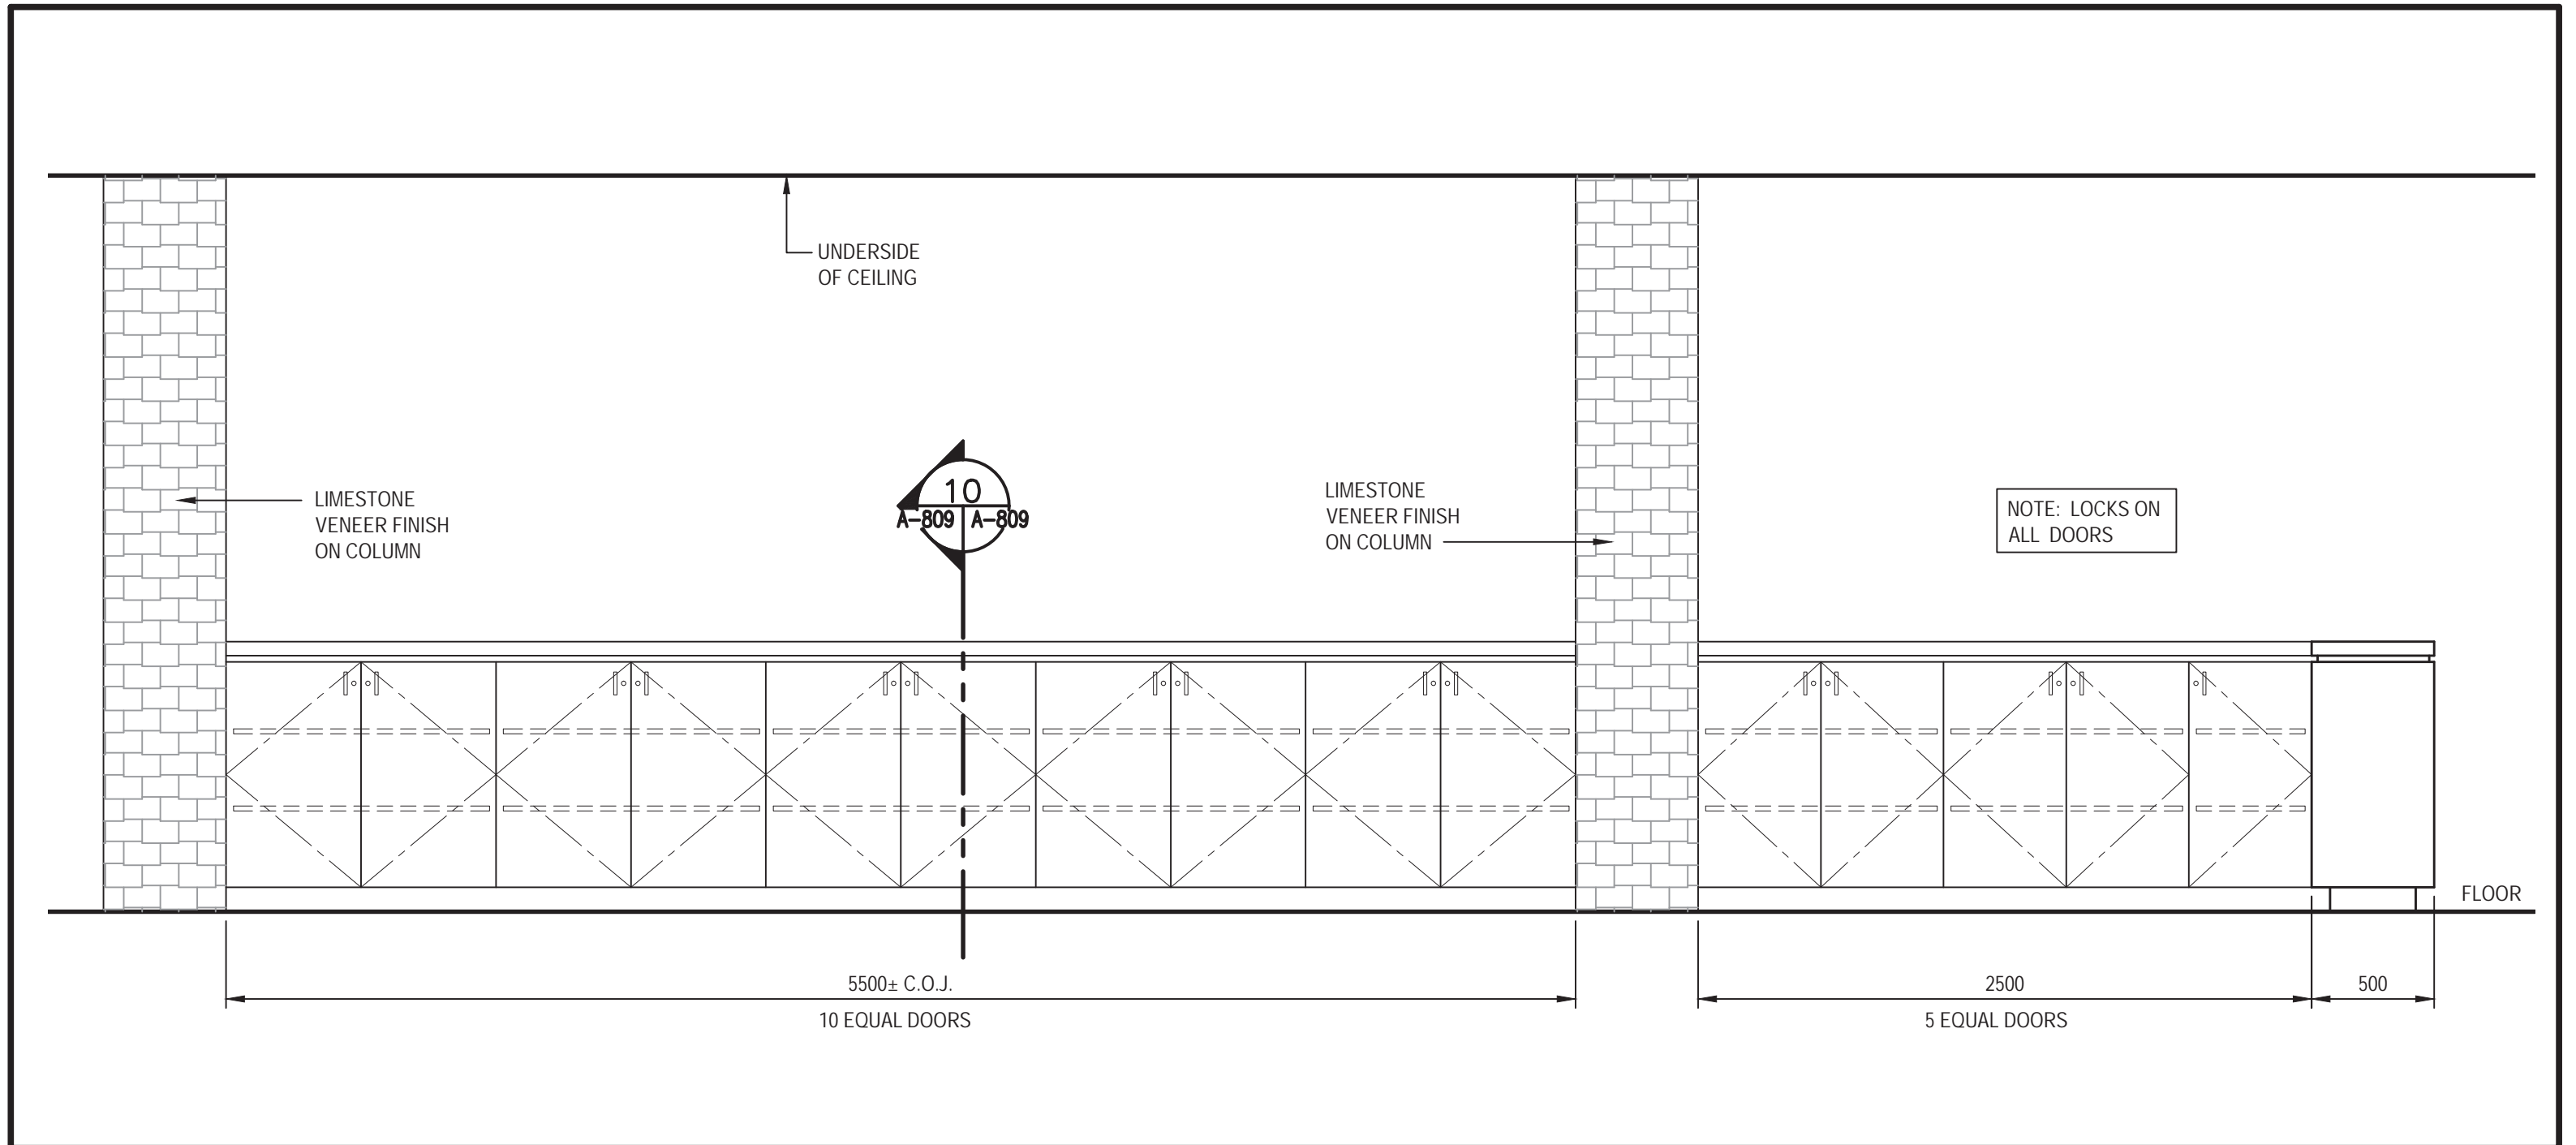 UNDERSIDE
OF CEILING
LIMESTONE
VENEER FINISH
ON COLUMN
10
A-809 A-809
LIMESTONE
VENEER FINISH
ON COLUMN
NOTE: LOCKS ON
ALL DOORS
FLOOR
5500± C.O.J.
10 EQUAL DOORS
2500
5 EQUAL DOORS
500